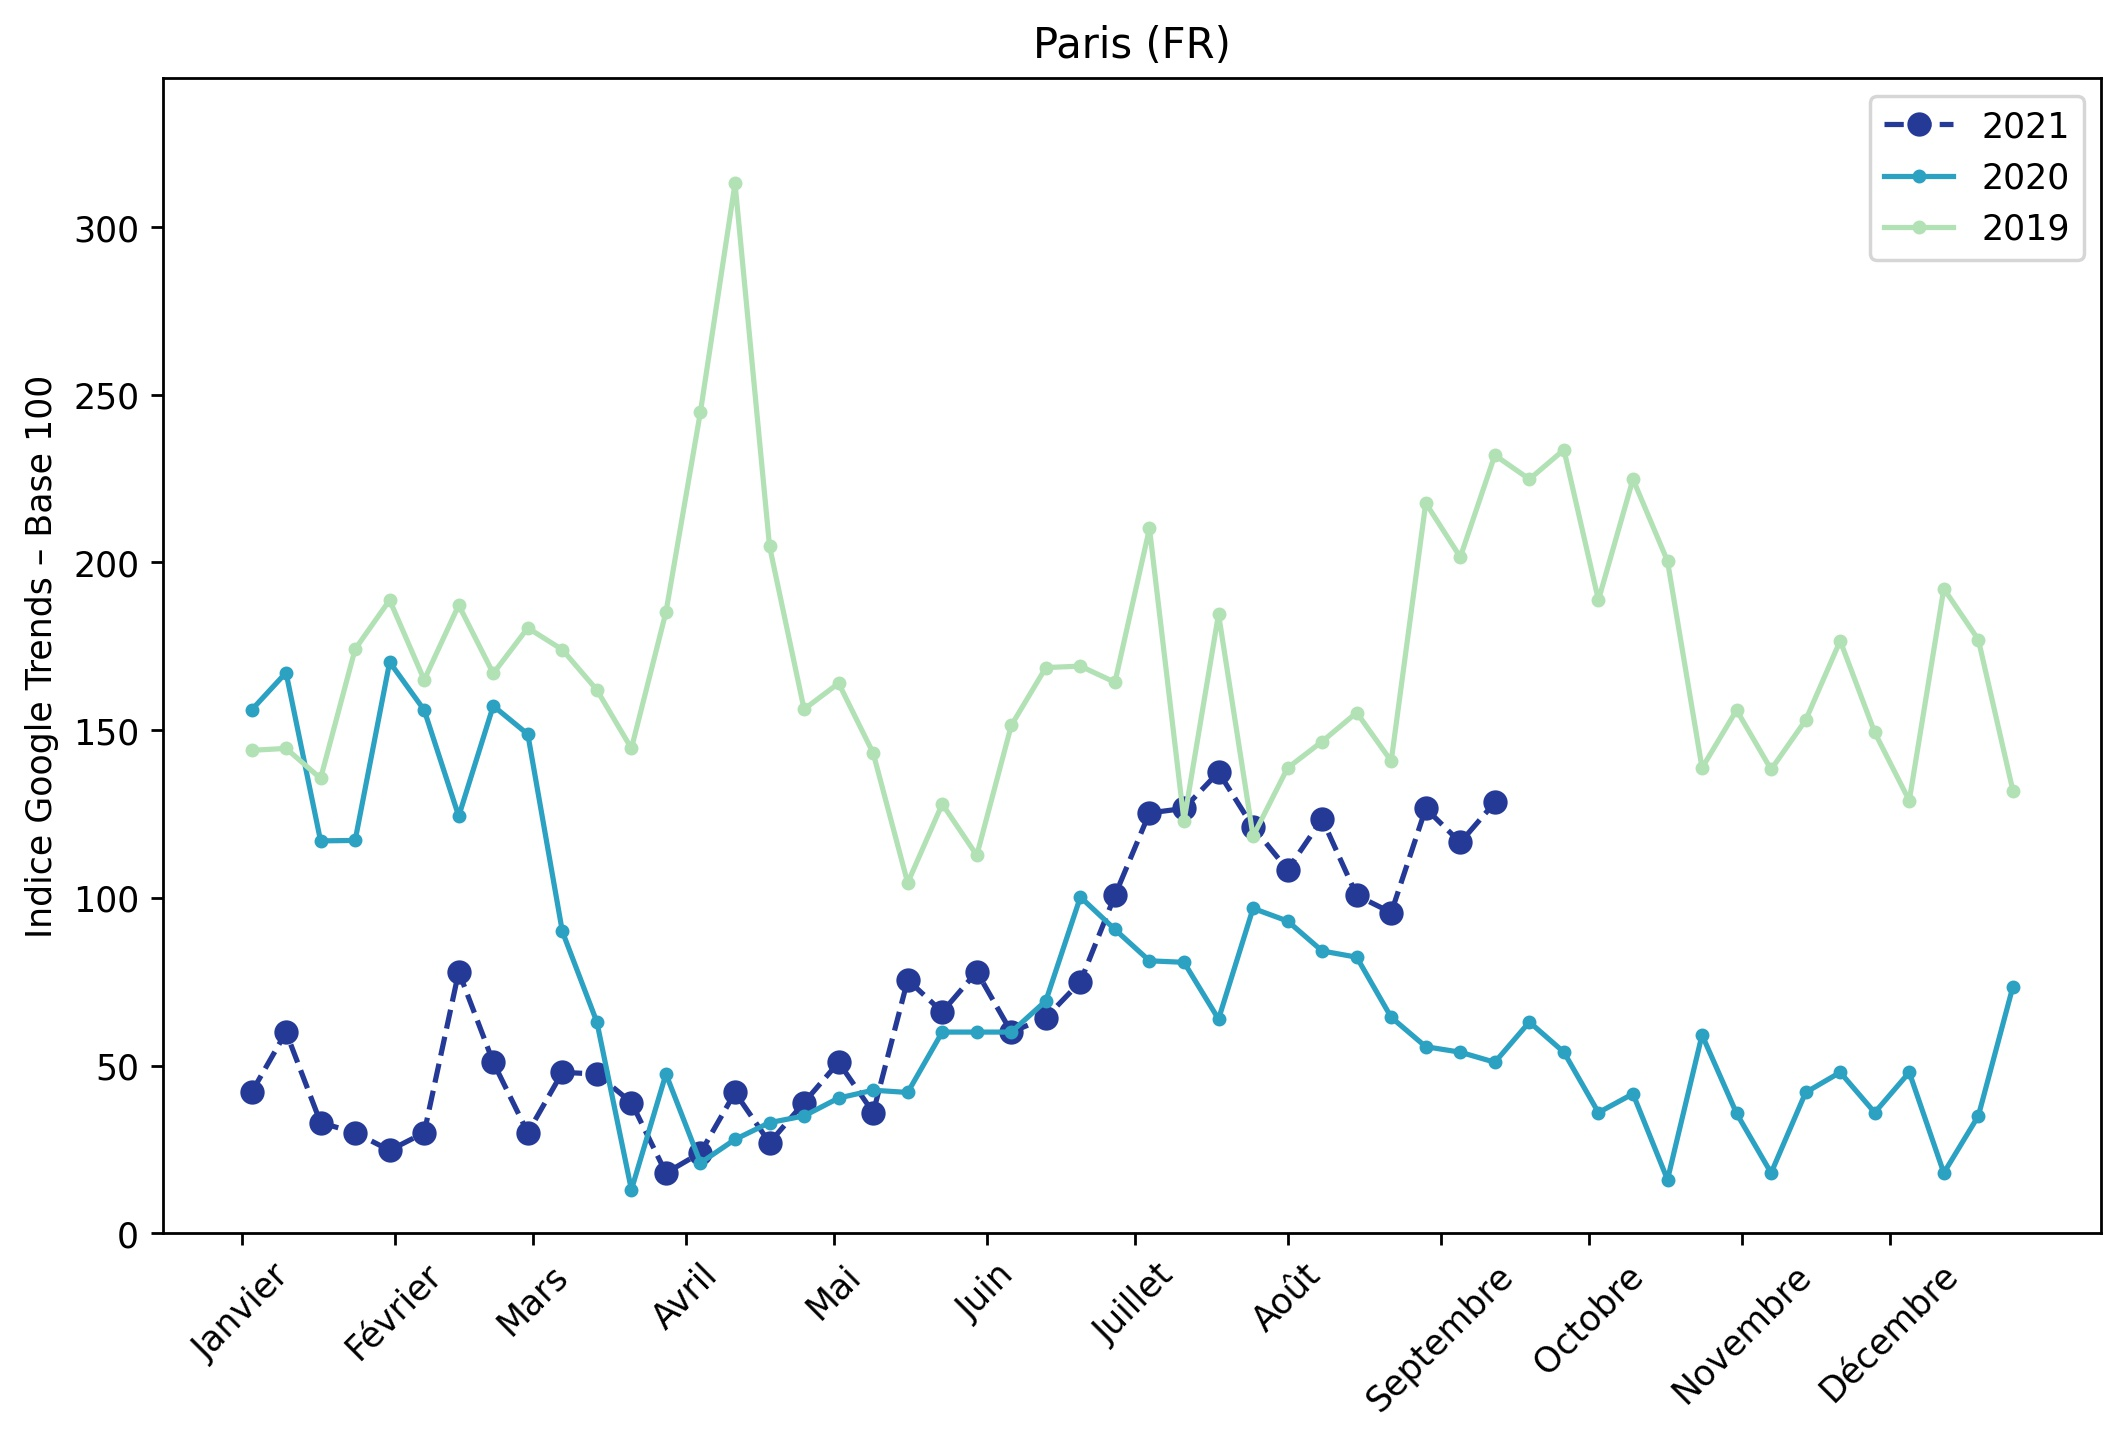 Paris (FR)
2021
2020
2019
Indice Google Trends – Base 100
300
250
200
150
100
50
0
Janvier
Février
Mars
Avril
Mai
Juin
Juillet
Août
Septembre
Octobre
Novembre
Décembre